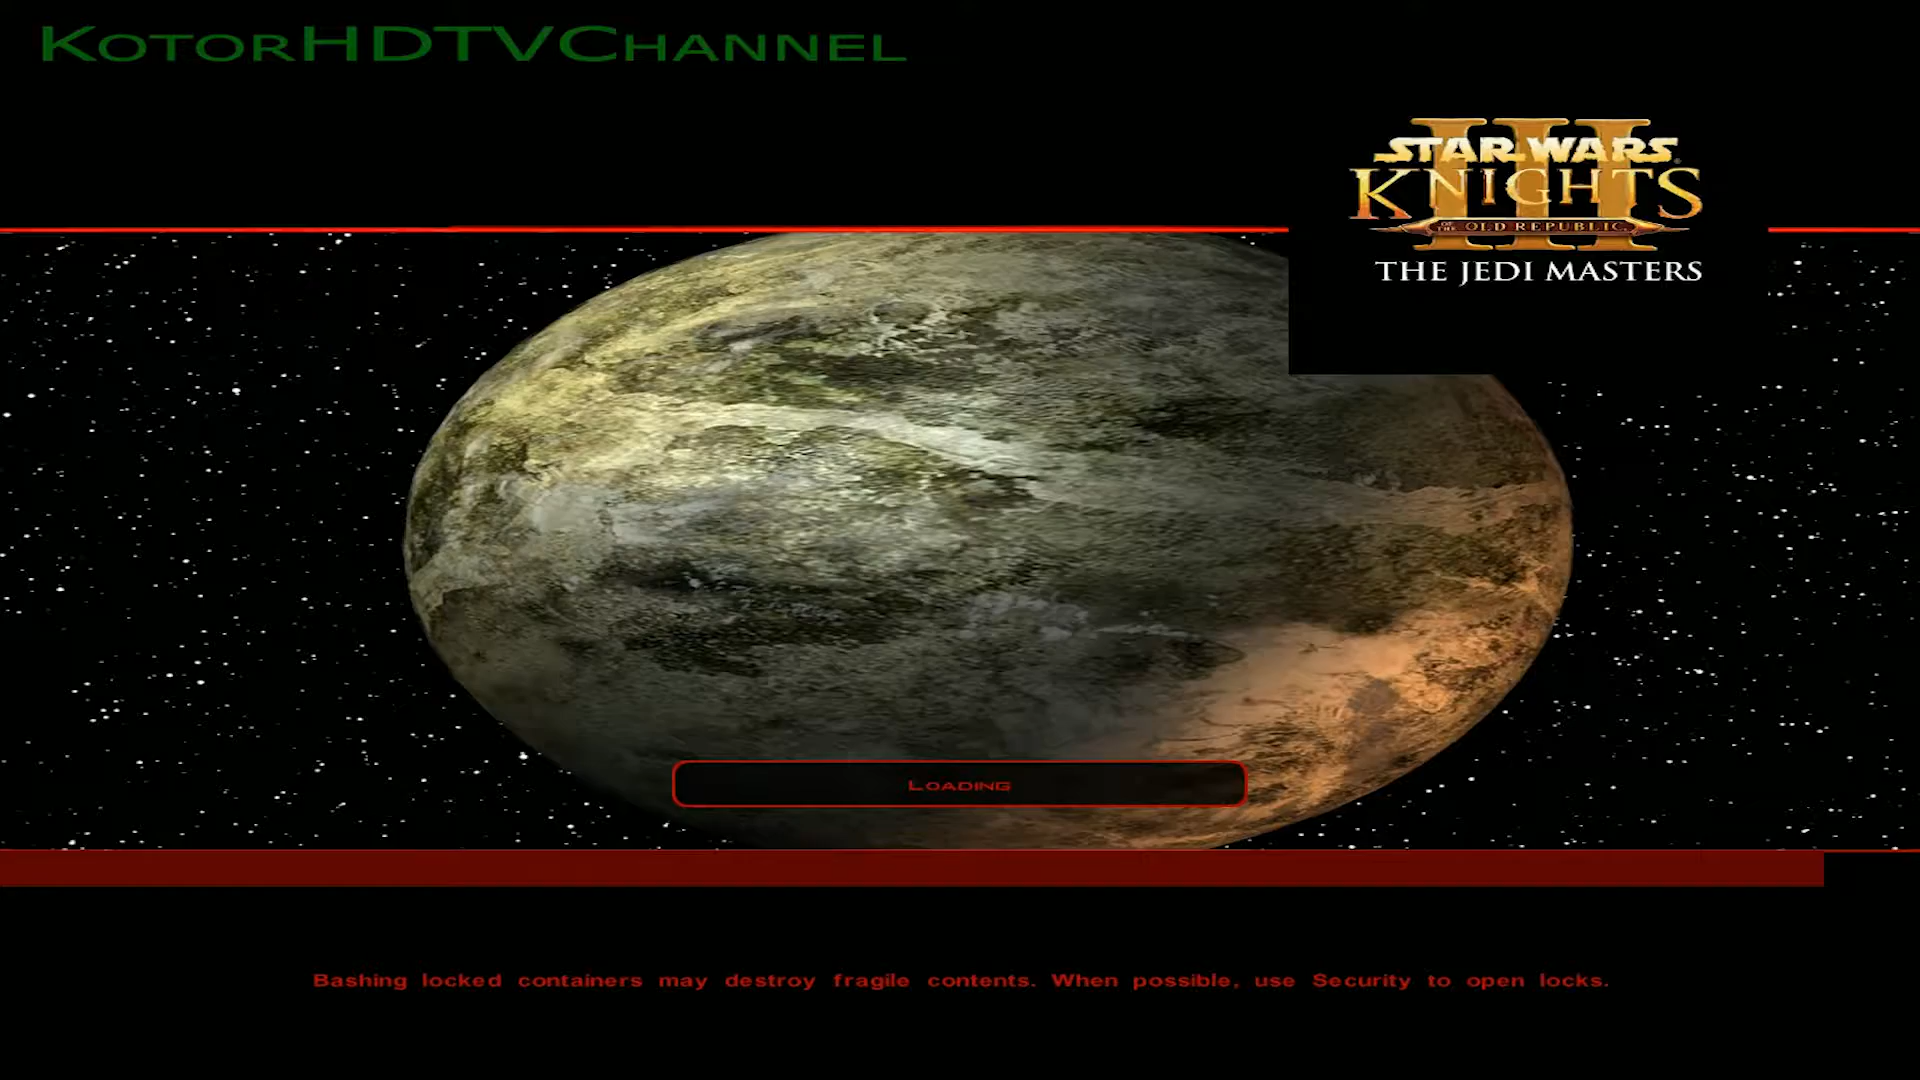 KotorHDTVChannel
III
STAR WARS
KNIGHTS
OF THE OLD REPUBLIC
THE JEDI MASTERS
Loading
Bashing locked containers may destroy fragile contents. When possible, use Security to open locks.